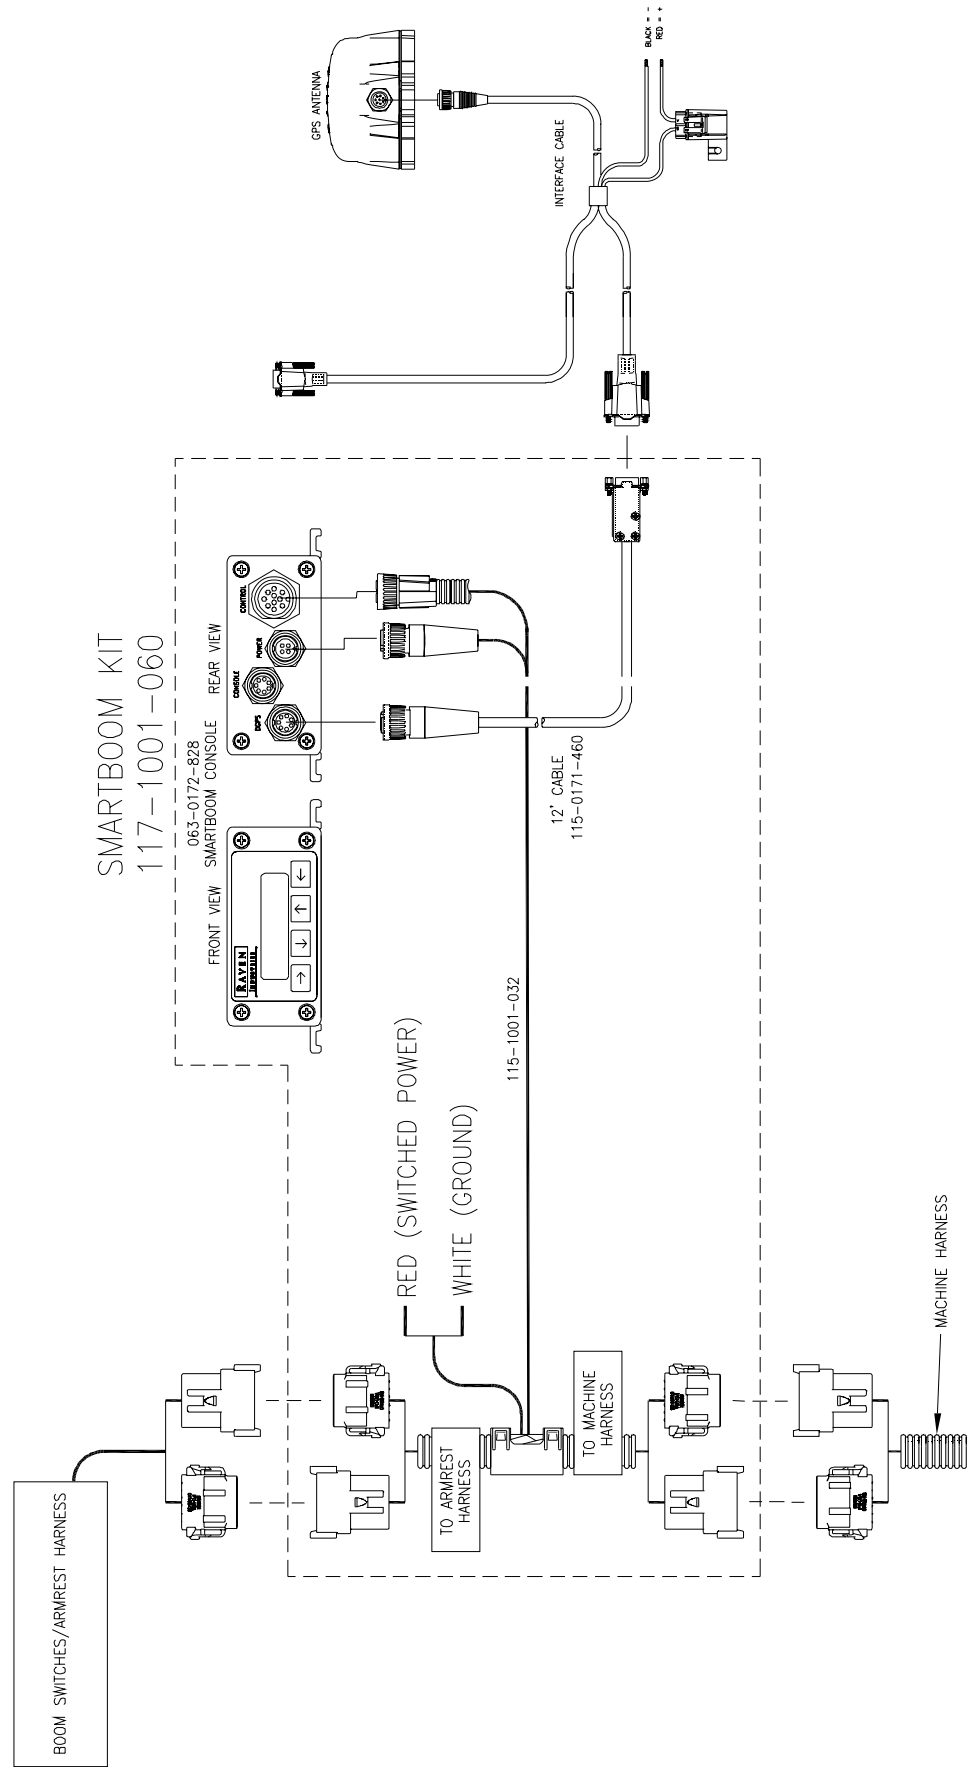 SMARTBOOM KIT
117-1001-060
063-0172-828
FRONT VIEW SMARTBOOM CONSOLE REAR VIEW
RAVEN
INDUSTRIES
DGPS
CONSOLE
POWER
CONTROL
GPS ANTENNA
INTERFACE CABLE
BLACK = -
RED = +
12' CABLE
115-0171-460
115-1001-032
RED (SWITCHED POWER)
WHITE (GROUND)
BOOM SWITCHES/ARMREST HARNESS
TO ARMREST
HARNESS
TO MACHINE
HARNESS
MACHINE HARNESS